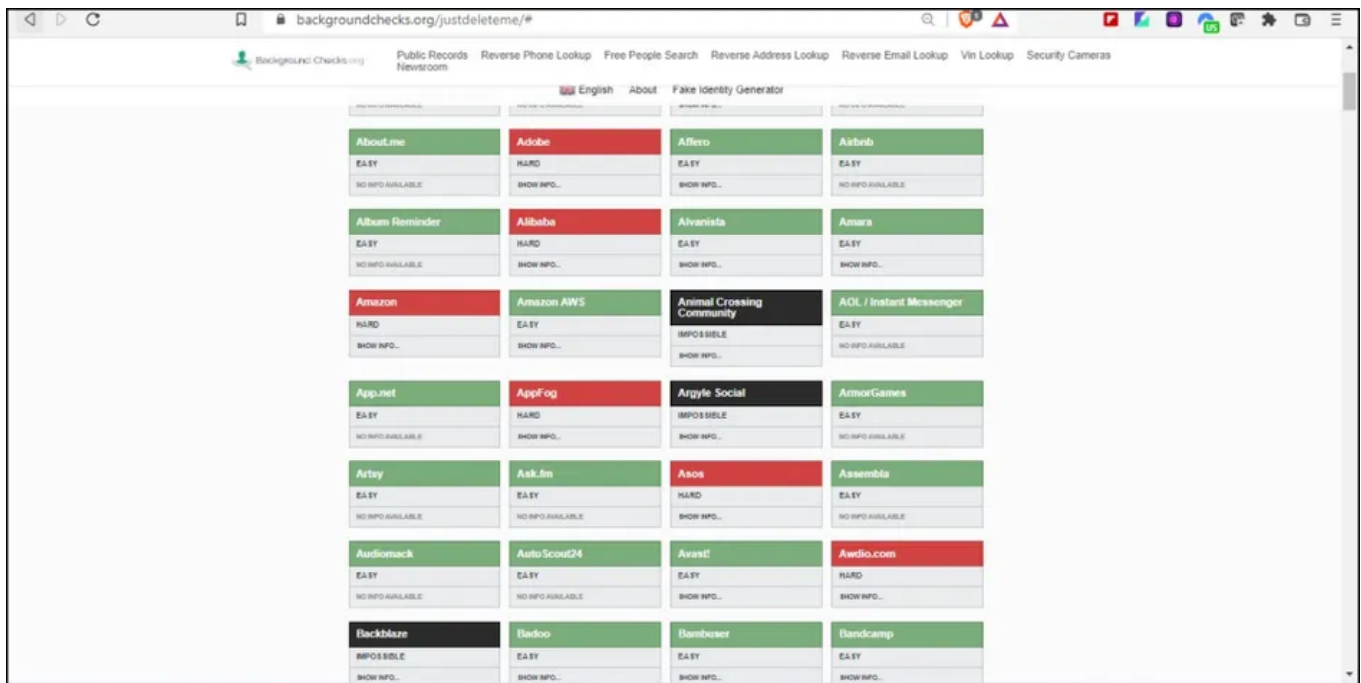 backgroundchecks.org/justdeleteme/#
Background Checks.org
Public Records Reverse Phone Lookup Free People Search Reverse Address Lookup Reverse Email Lookup Vin Lookup Security Cameras
Newsroom
English About Fake Identity Generator
About.me Adobe Affero Airbnb
EASY HARD EASY EASY
NO INFO AVAILABLE SHOW INFO... SHOW INFO... NO INFO AVAILABLE
Album Reminder Alibaba Alvanista Amara
EASY HARD EASY EASY
NO INFO AVAILABLE SHOW INFO... SHOW INFO... SHOW INFO...
Amazon Amazon AWS Animal Crossing Community AOL / Instant Messenger
HARD EASY IMPOSSIBLE EASY
SHOW INFO... SHOW INFO... SHOW INFO... NO INFO AVAILABLE
App.net AppFog Argyle Social ArmorGames
EASY HARD IMPOSSIBLE EASY
NO INFO AVAILABLE SHOW INFO... SHOW INFO... NO INFO AVAILABLE
Artsy Ask.fm Asos Assembla
EASY EASY HARD EASY
NO INFO AVAILABLE NO INFO AVAILABLE SHOW INFO... NO INFO AVAILABLE
Audiomack AutoScout24 Avast! Awdio.com
EASY EASY EASY HARD
NO INFO AVAILABLE NO INFO AVAILABLE SHOW INFO... SHOW INFO...
Backblaze Badoo Bambuser Bandcamp
IMPOSSIBLE EASY EASY EASY
SHOW INFO... SHOW INFO... SHOW INFO... SHOW INFO...